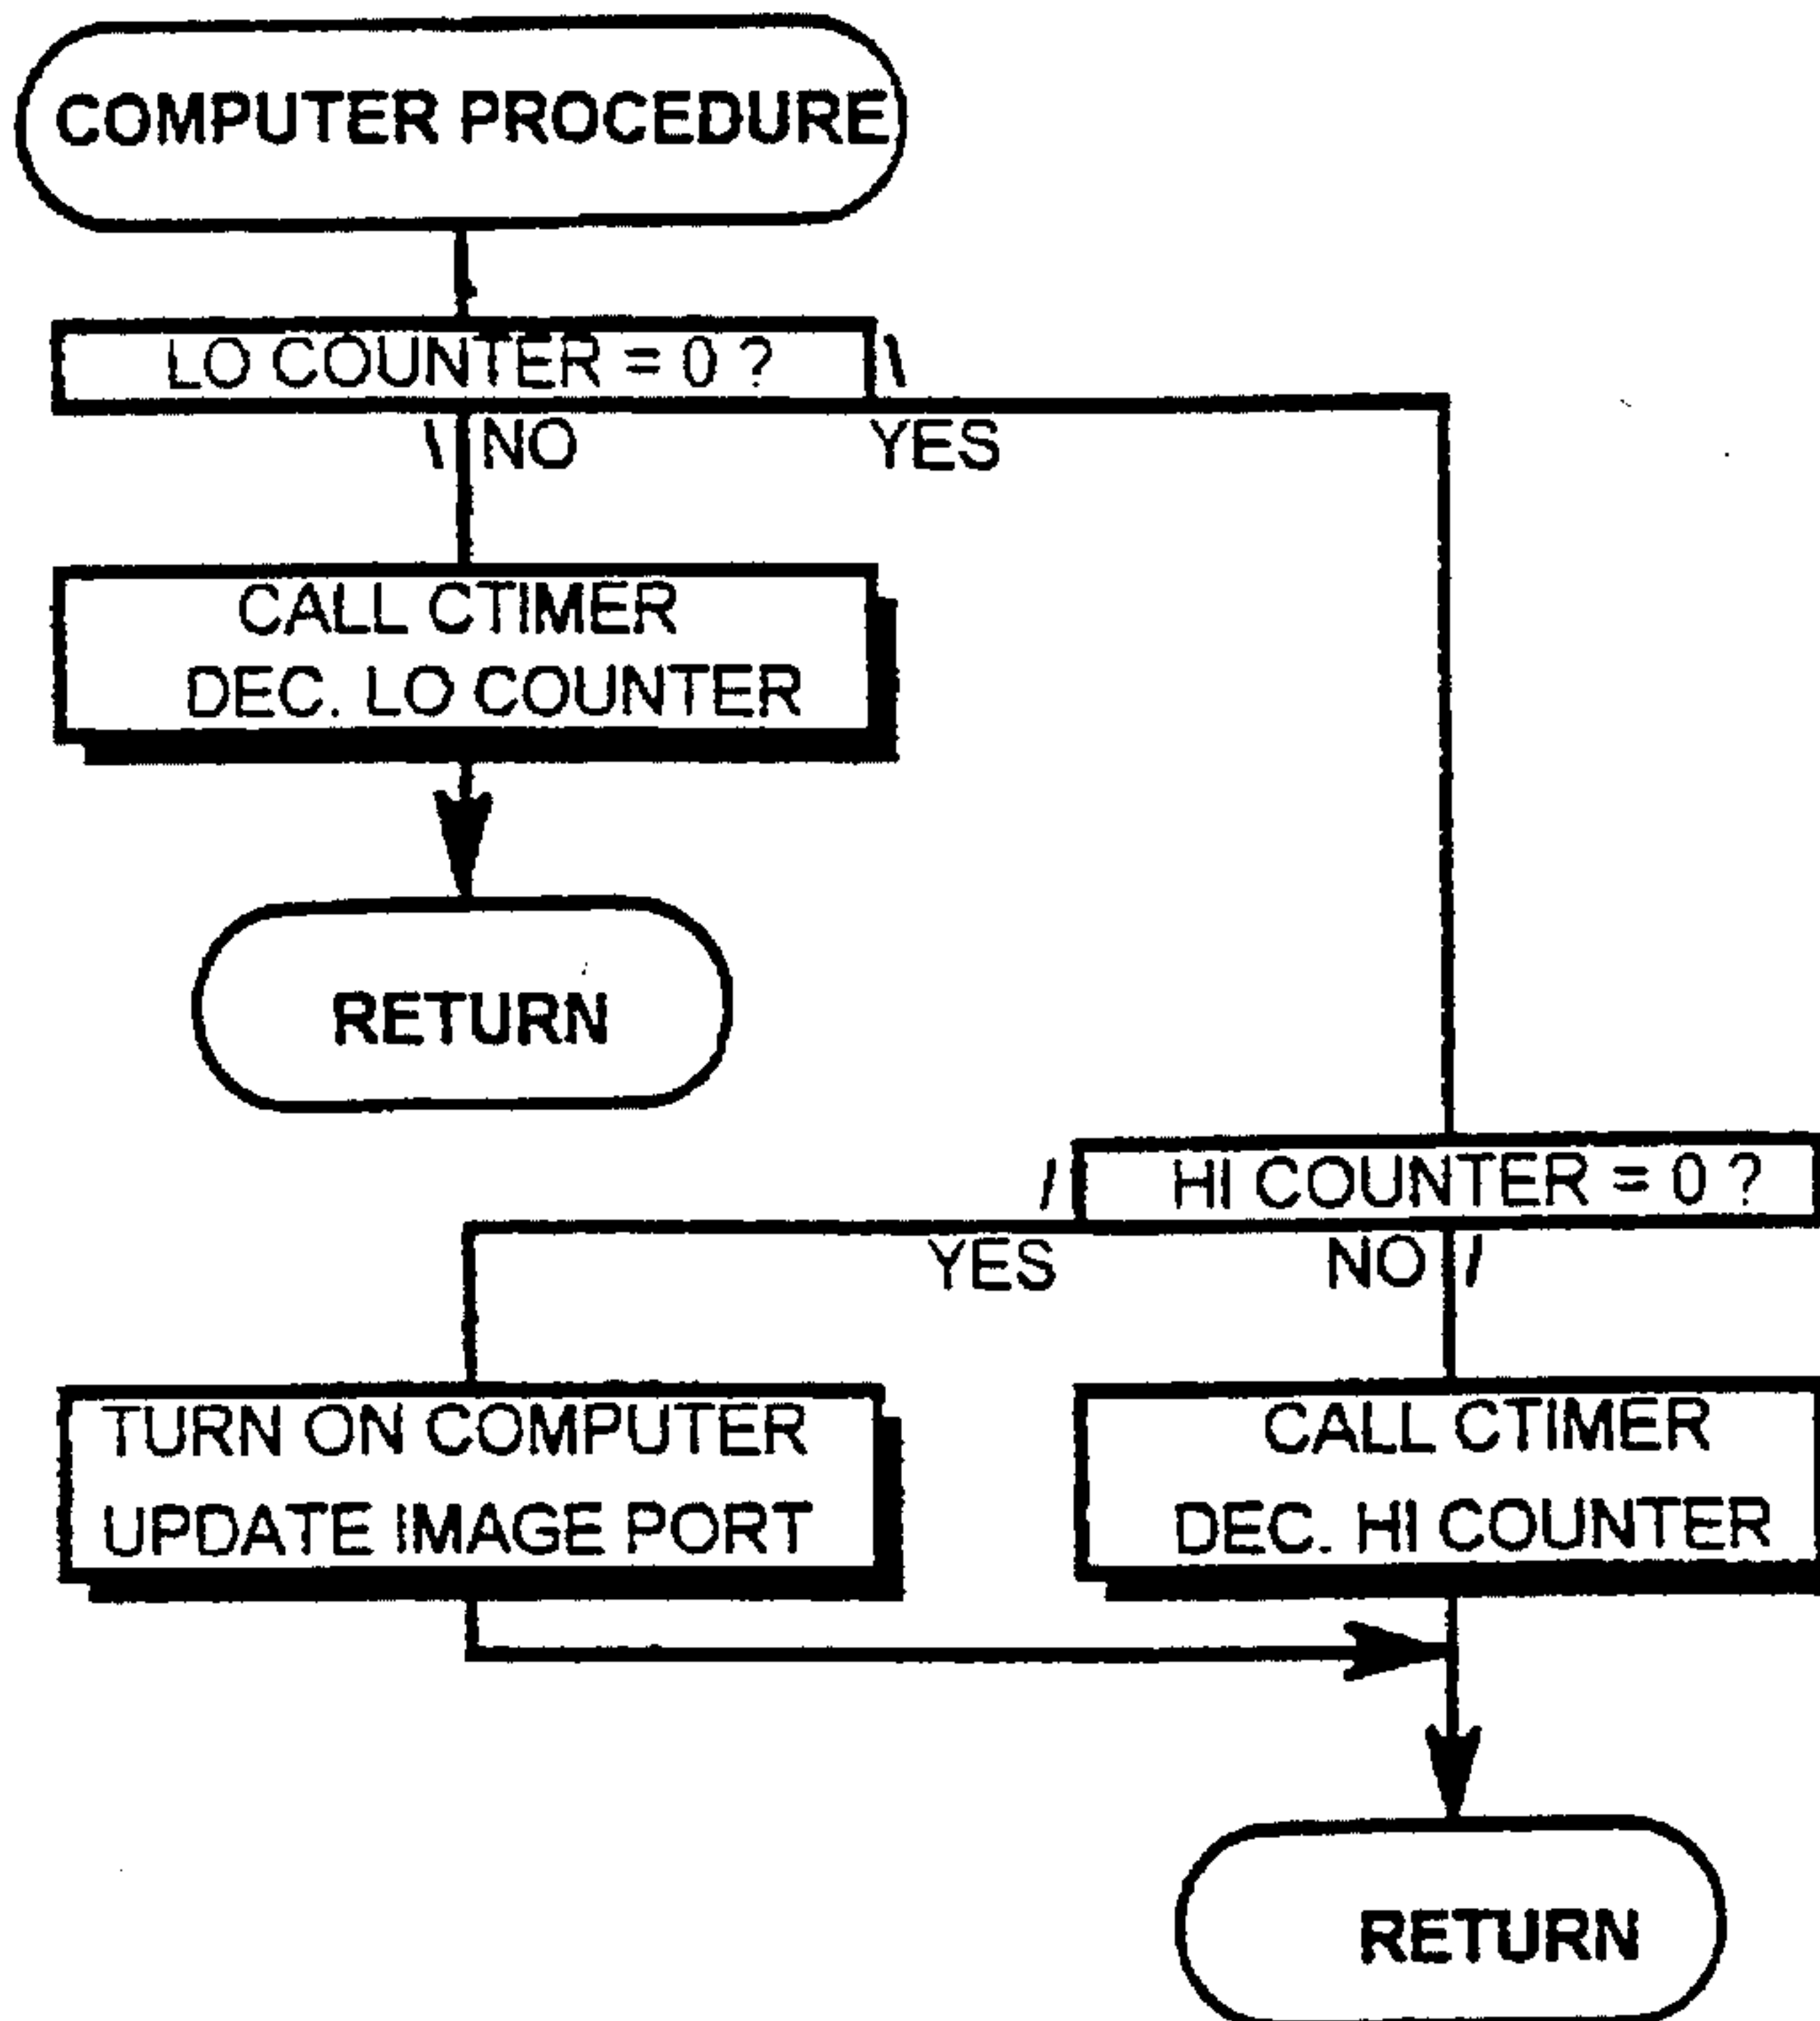 COMPUTER PROCEDURE
LO COUNTER = 0 ? \
\ NO
YES
CALL CTIMER
DEC. LO COUNTER
RETURN
/ HI COUNTER = 0 ?
YES
NO /
TURN ON COMPUTER
UPDATE IMAGE PORT
CALL CTIMER
DEC. HI COUNTER
RETURN